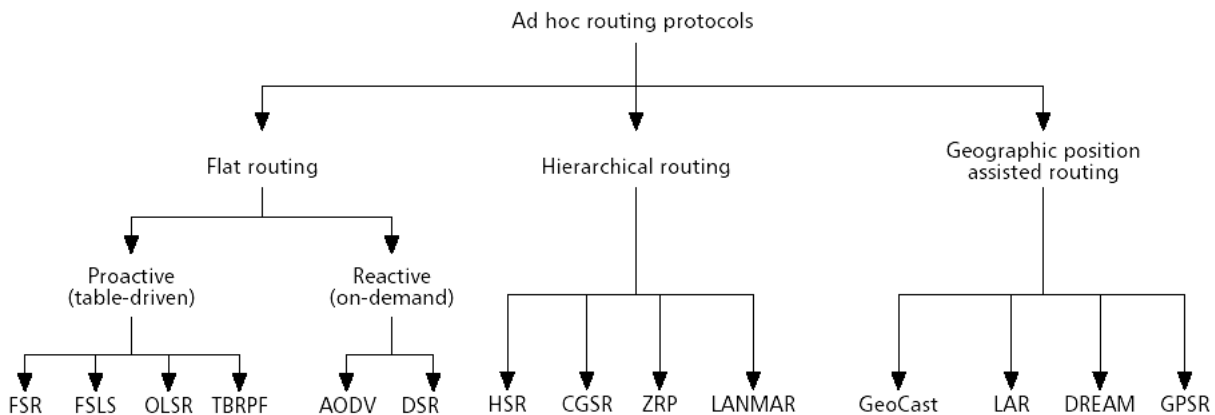 Ad hoc routing protocols
Flat routing
Hierarchical routing
Geographic position
assisted routing
Proactive
(table-driven)
Reactive
(on-demand)
FSR
FSLS
OLSR
TBRPF
AODV
DSR
HSR
CGSR
ZRP
LANMAR
GeoCast
LAR
DREAM
GPSR